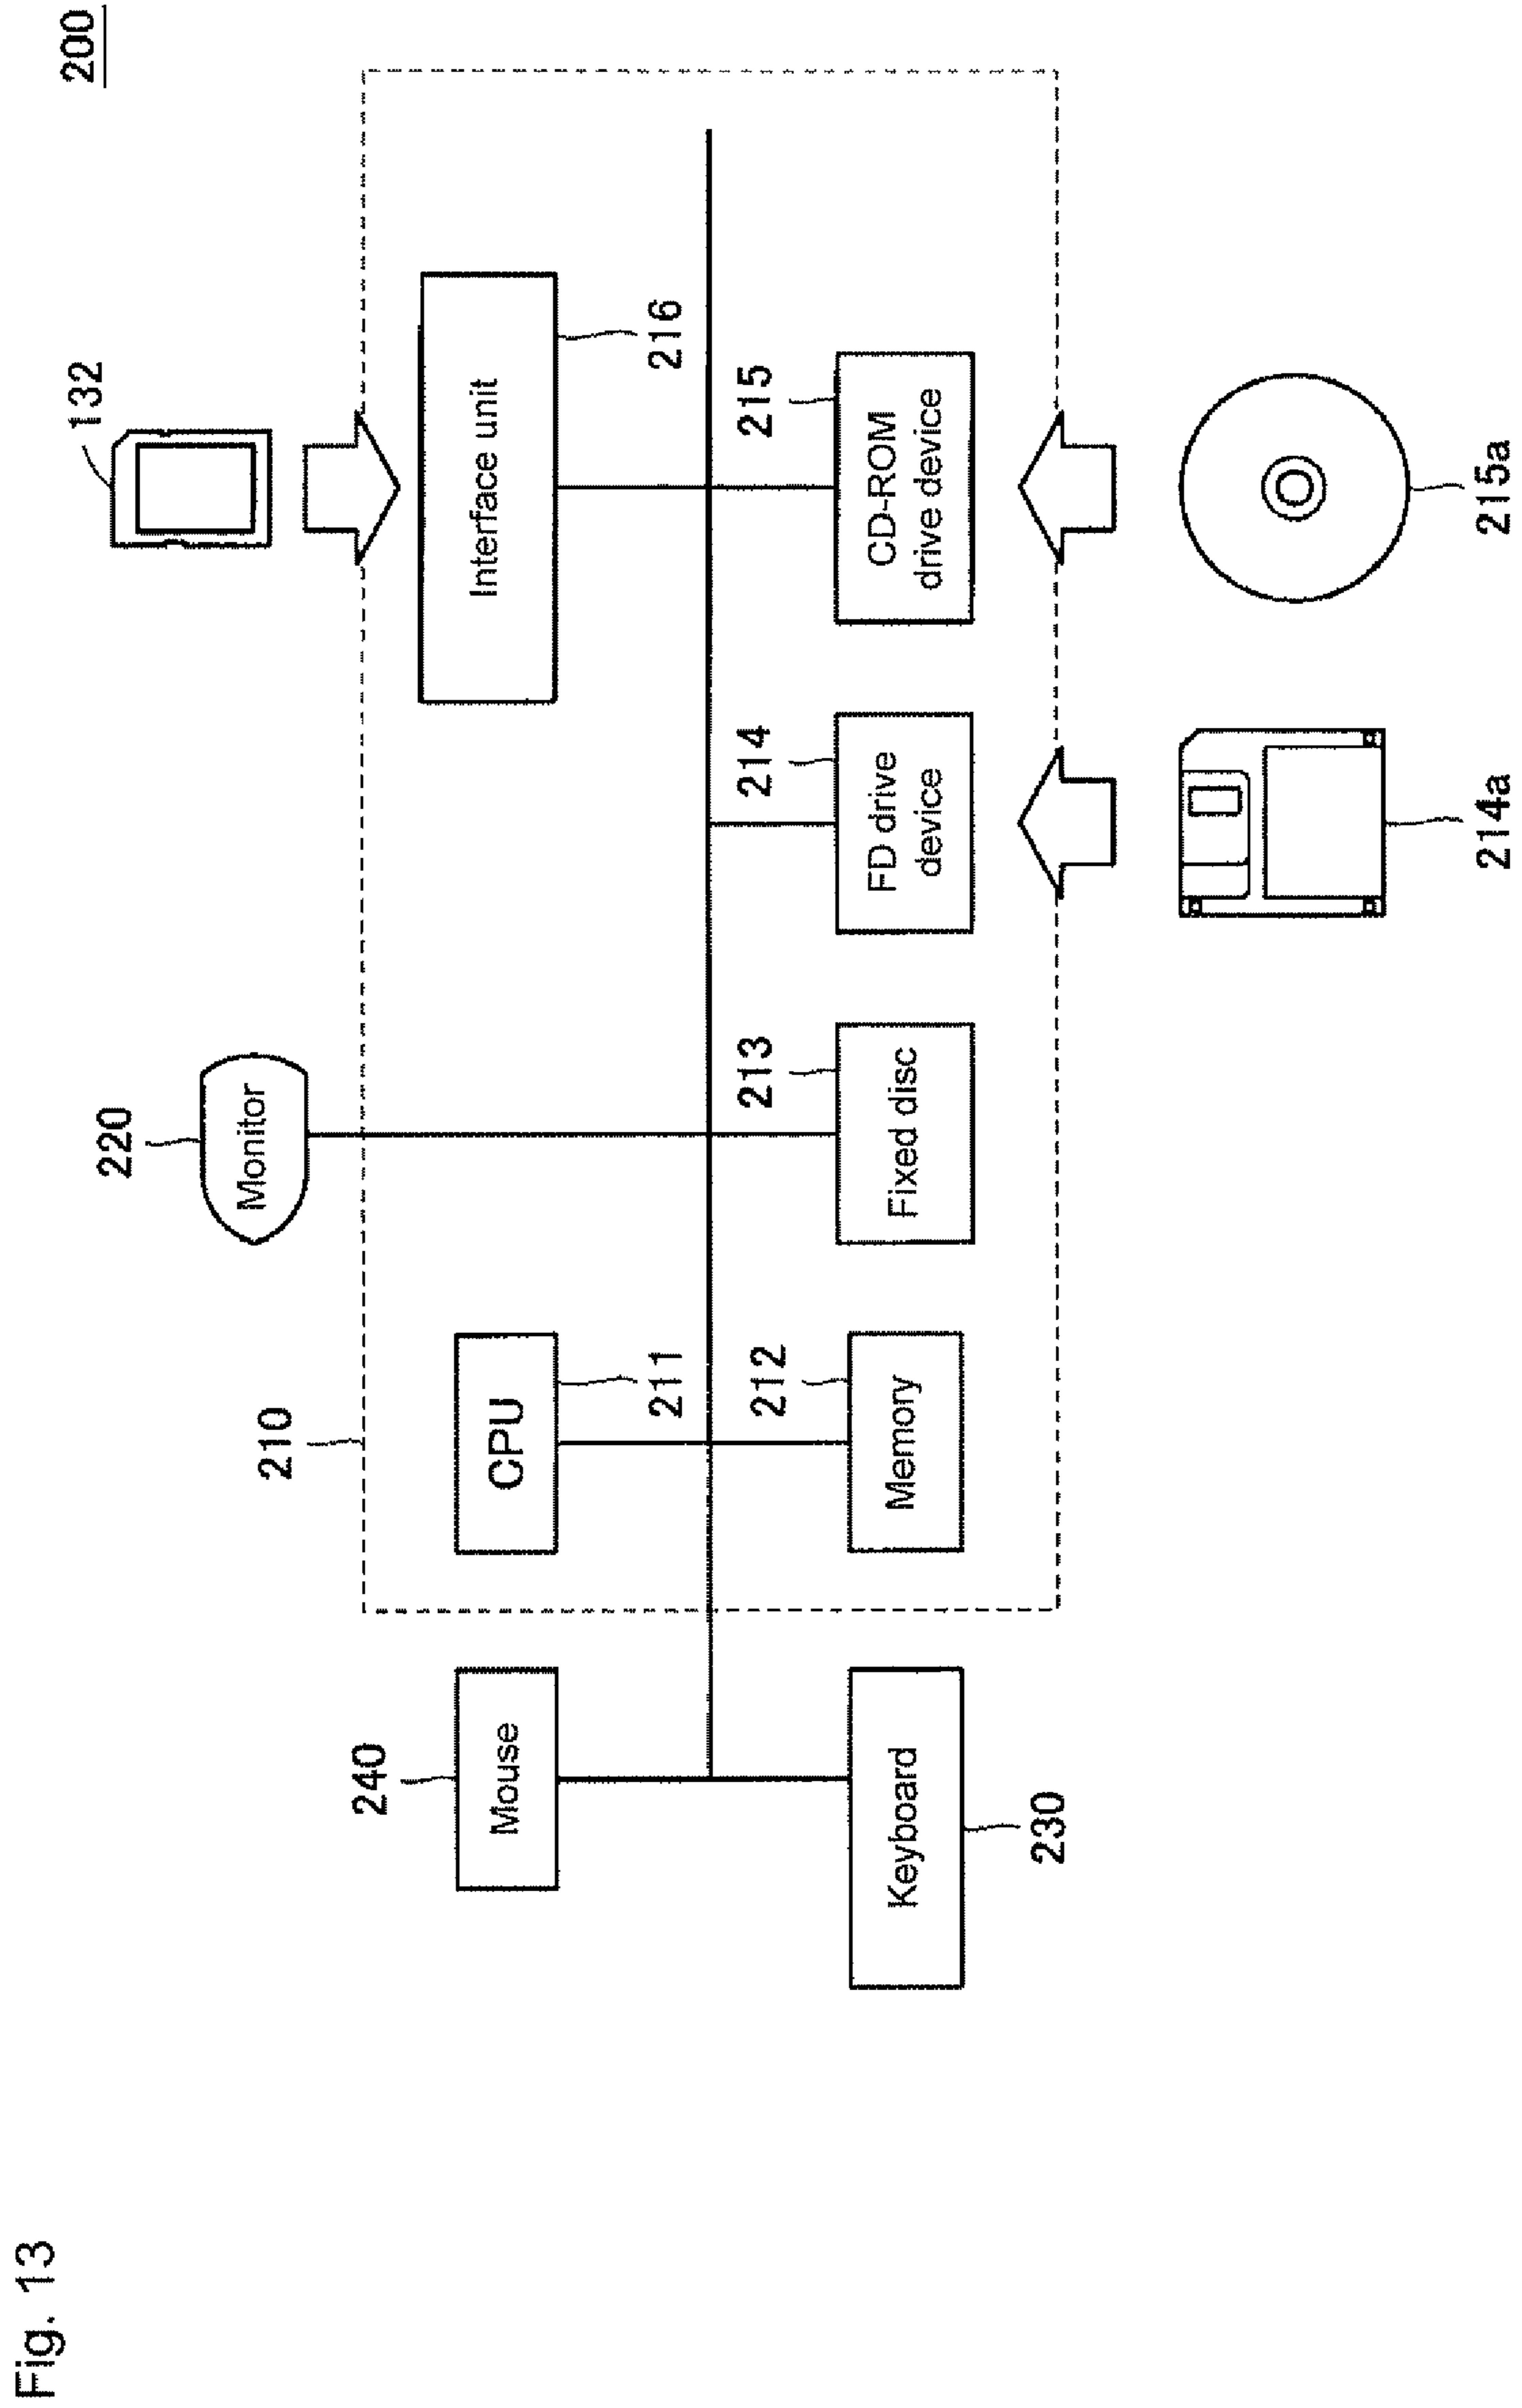 Fig. 13
200
132
220
Monitor
210
240
Mouse
CPU
211
Interface unit
216
212
213
214
215
Keyboard
230
Memory
Fixed disc
FD drive
device
CD-ROM
drive device
214a
215a